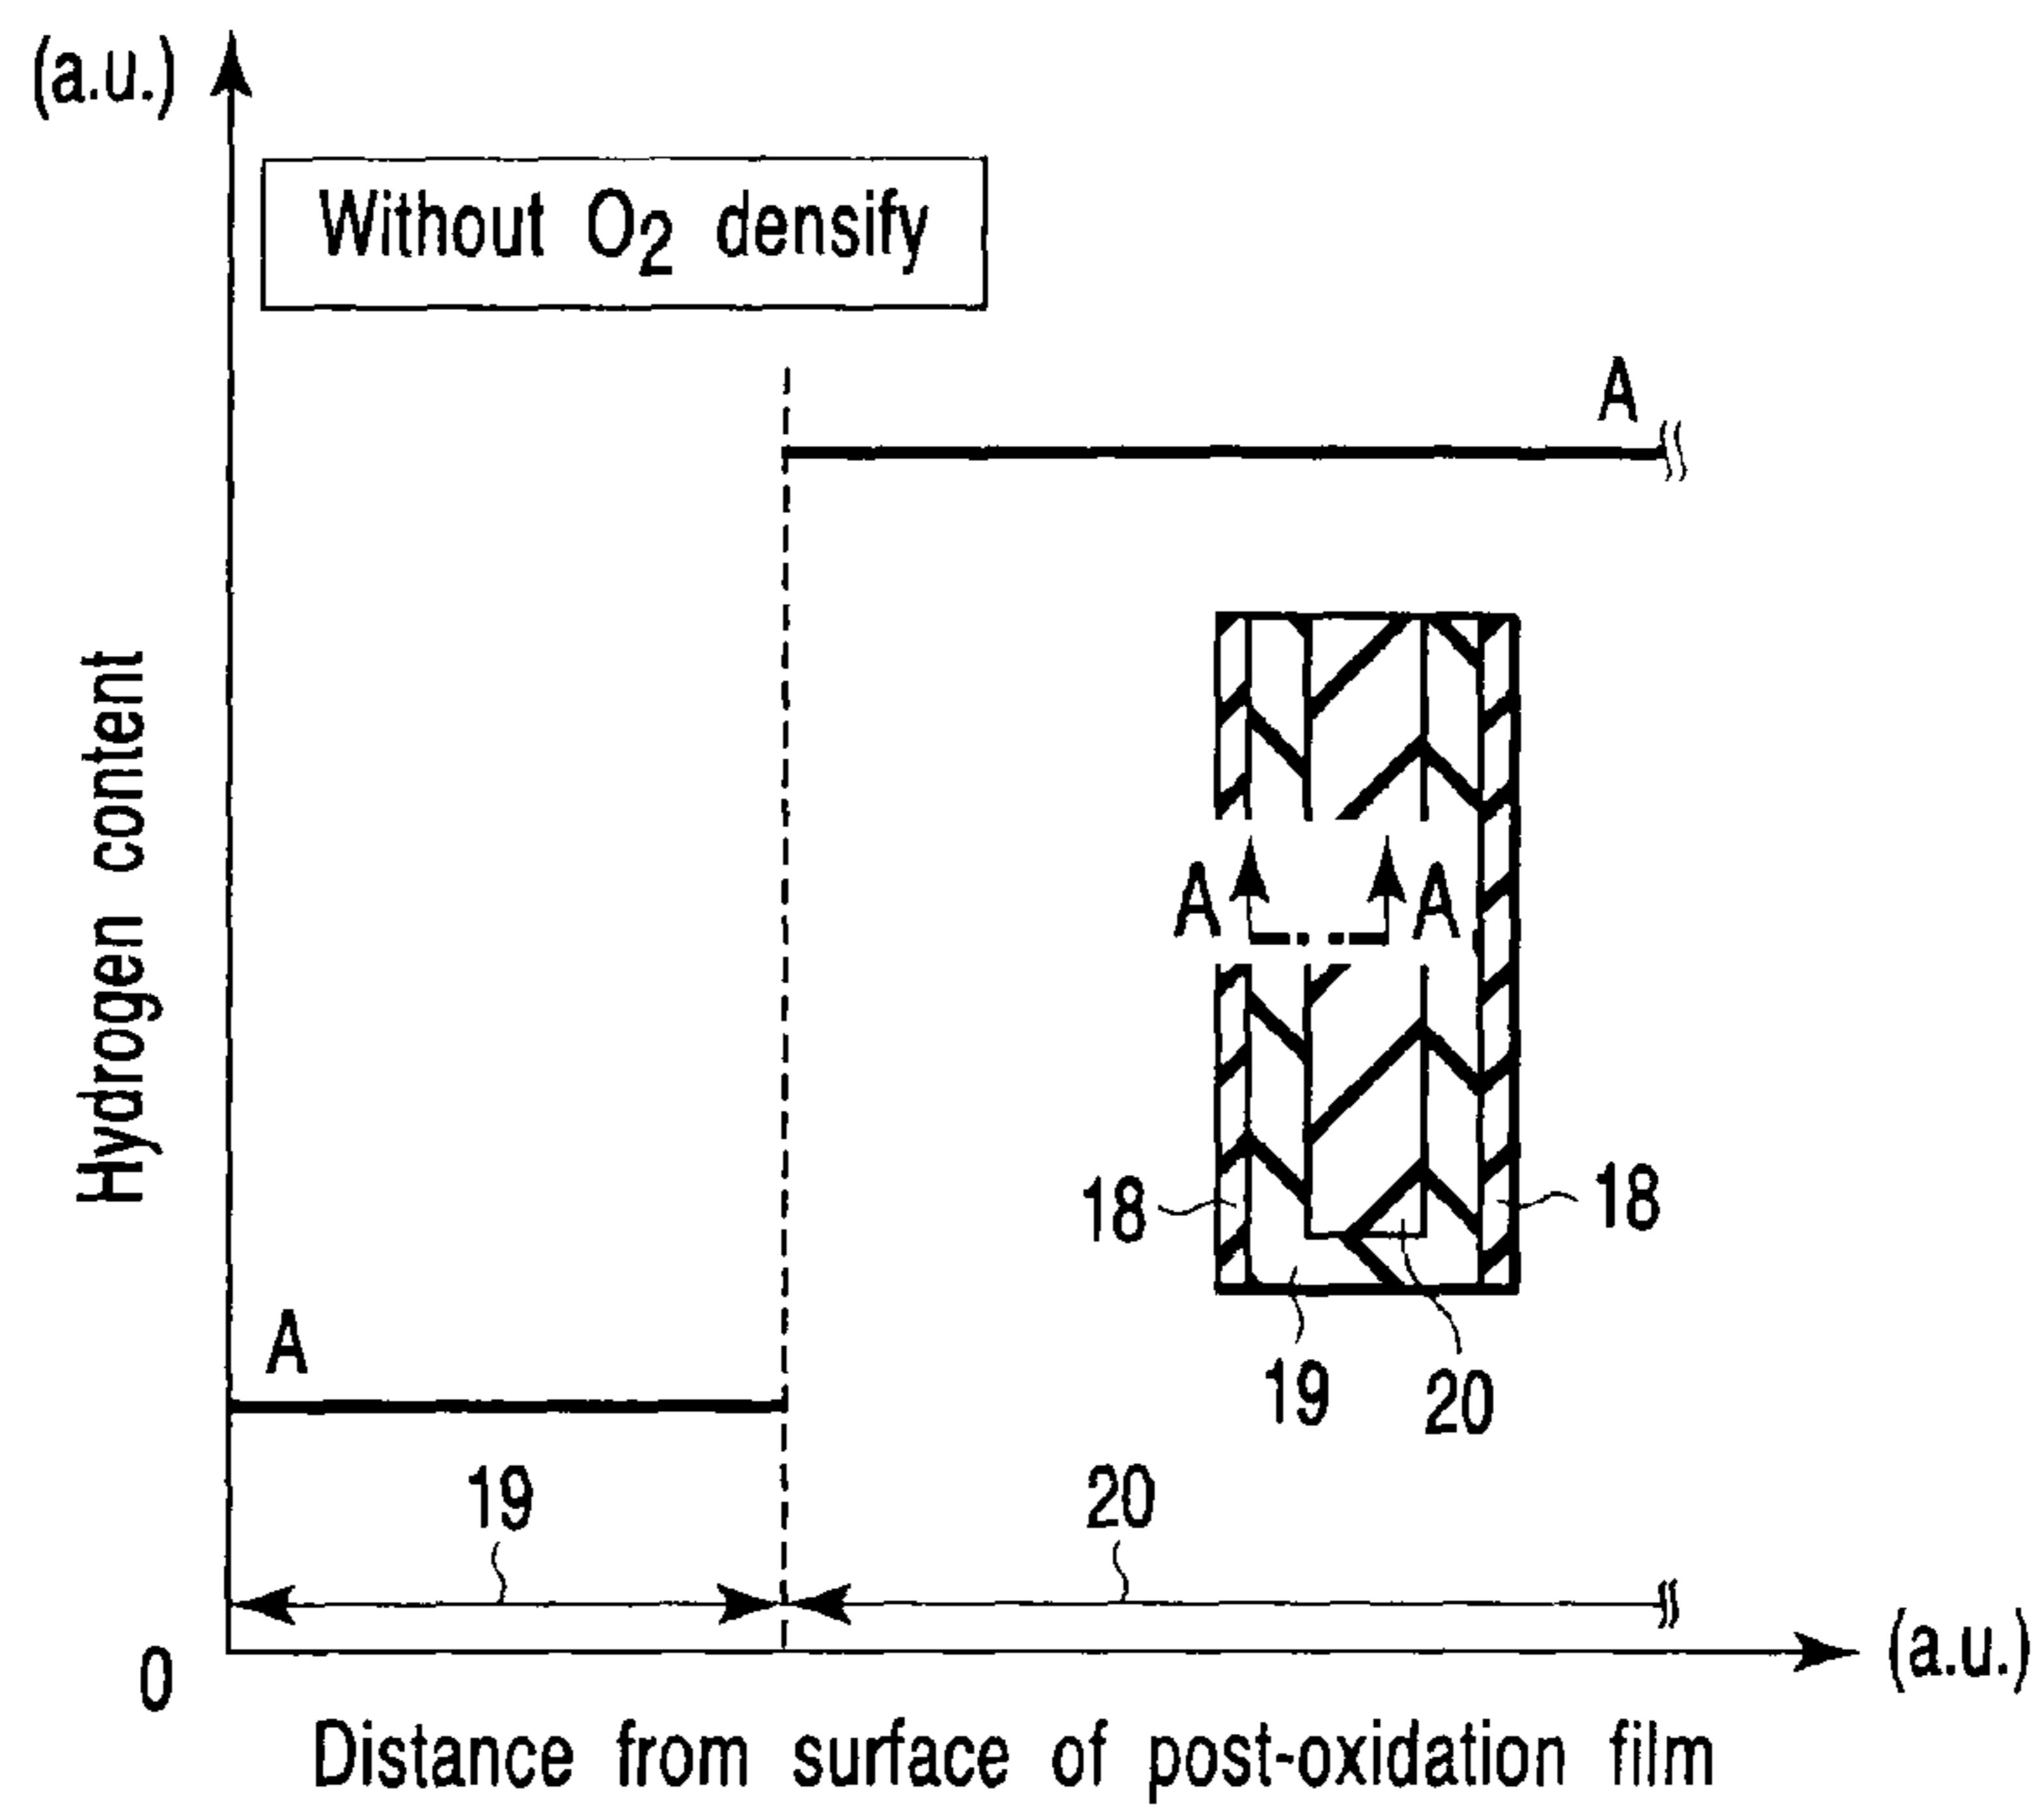 (a.u.)
Without O2 densify
A
Hydrogen content
A A
18 18
A
19 20
19 20
0
(a.u.)
Distance from surface of post-oxidation film